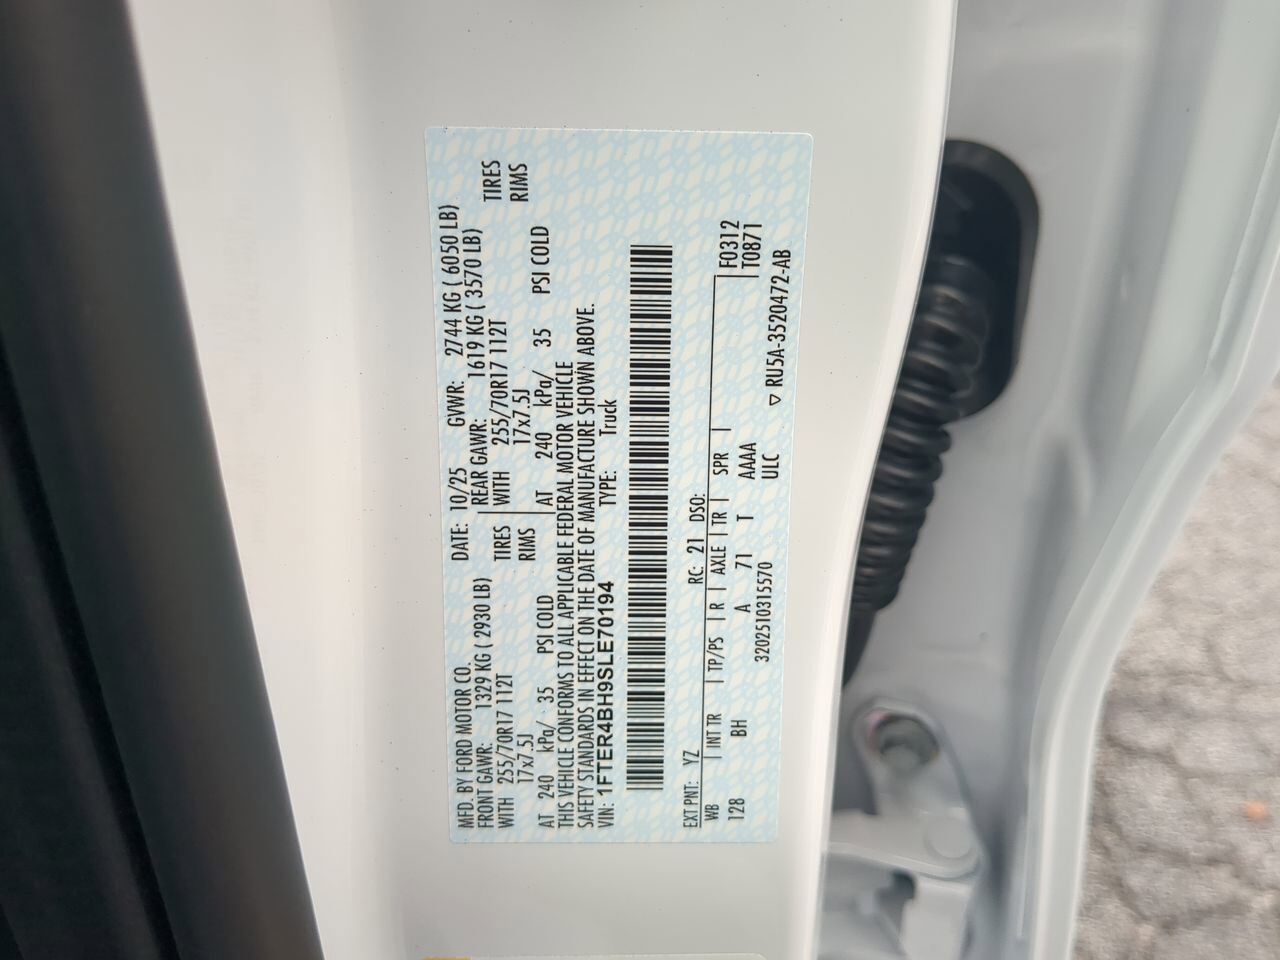 MFD. BY FORD MOTOR CO.
DATE: 10/25 GVWR: 2744 KG ( 6050 LB)
FRONT GAWR: 1329 KG ( 2930 LB)
REAR GAWR: 1619 KG ( 3570 LB)
WITH 255/70R17 112T
TIRES WITH 255/70R17 112T TIRES
17x7.5J
RIMS 17x7.5J RIMS
AT 240 kPa/ 35 PSI COLD AT 240 kPa/ 35 PSI COLD
THIS VEHICLE CONFORMS TO ALL APPLICABLE FEDERAL MOTOR VEHICLE
SAFETY STANDARDS IN EFFECT ON THE DATE OF MANUFACTURE SHOWN ABOVE.
VIN: 1FTER4BH9SLE70194 TYPE: Truck
EXT PNT: YZ RC: 21 DSO:
WB INT TR TP/PS R AXLE TR SPR F0312
128 BH A 71 T AAAA T0871
3202510315570 ULC
RU5A-3520472-AB